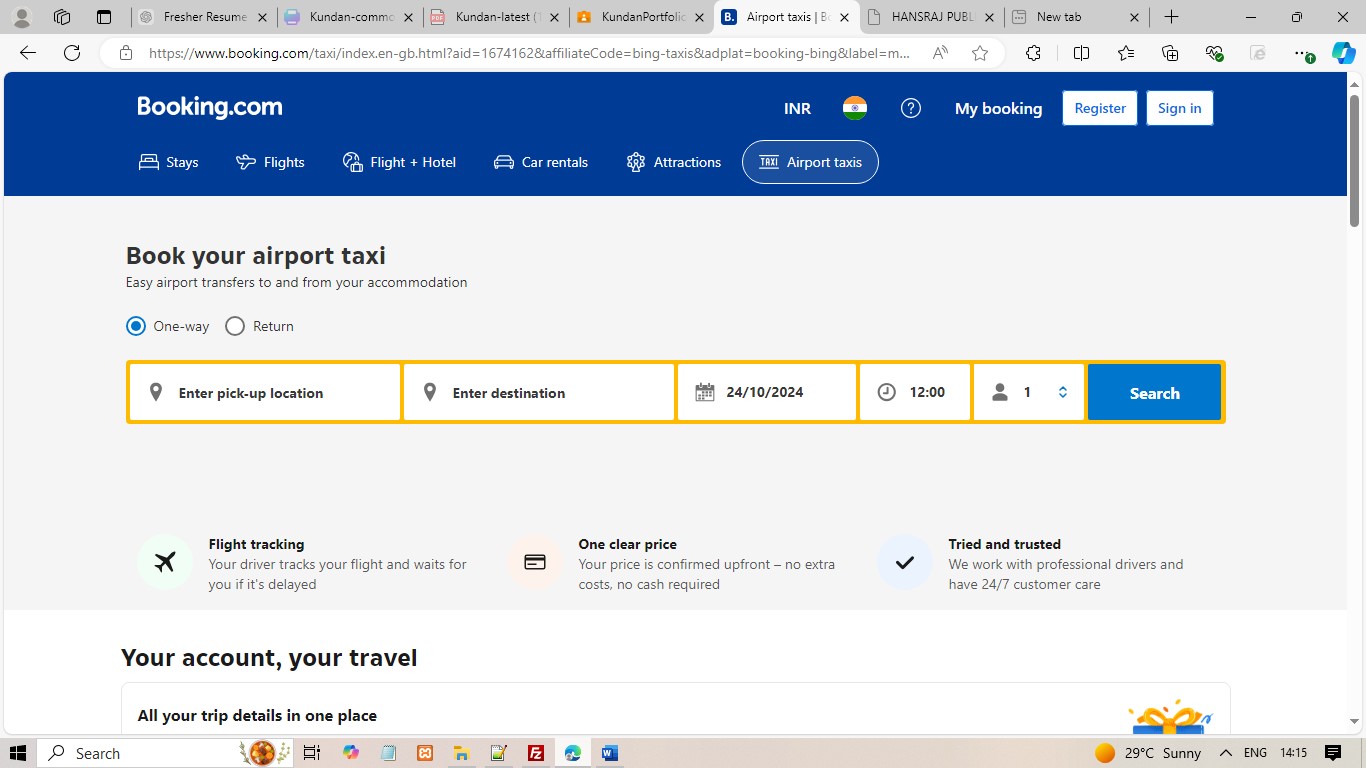 Fresher Resume
Kundan-commo
Kundan-latest (1
KundanPortfolio
Airport taxis | Bo
HANSRAJ PUBL
New tab
https://www.booking.com/taxi/index.en-gb.html?aid=1674162&affiliateCode=bing-taxis&adplat=booking-bing&label=m...
Booking.com
INR
My booking
Register
Sign in
Stays
Flights
Flight + Hotel
Car rentals
Attractions
TAXI
Airport taxis
Book your airport taxi
Easy airport transfers to and from your accommodation
One-way
Return
Enter pick-up location
Enter destination
24/10/2024
12:00
1
Search
Flight tracking
Your driver tracks your flight and waits for
you if it's delayed
One clear price
Your price is confirmed upfront – no extra
costs, no cash required
Tried and trusted
We work with professional drivers and
have 24/7 customer care
Your account, your travel
All your trip details in one place
Search
29°C Sunny
ENG
14:15